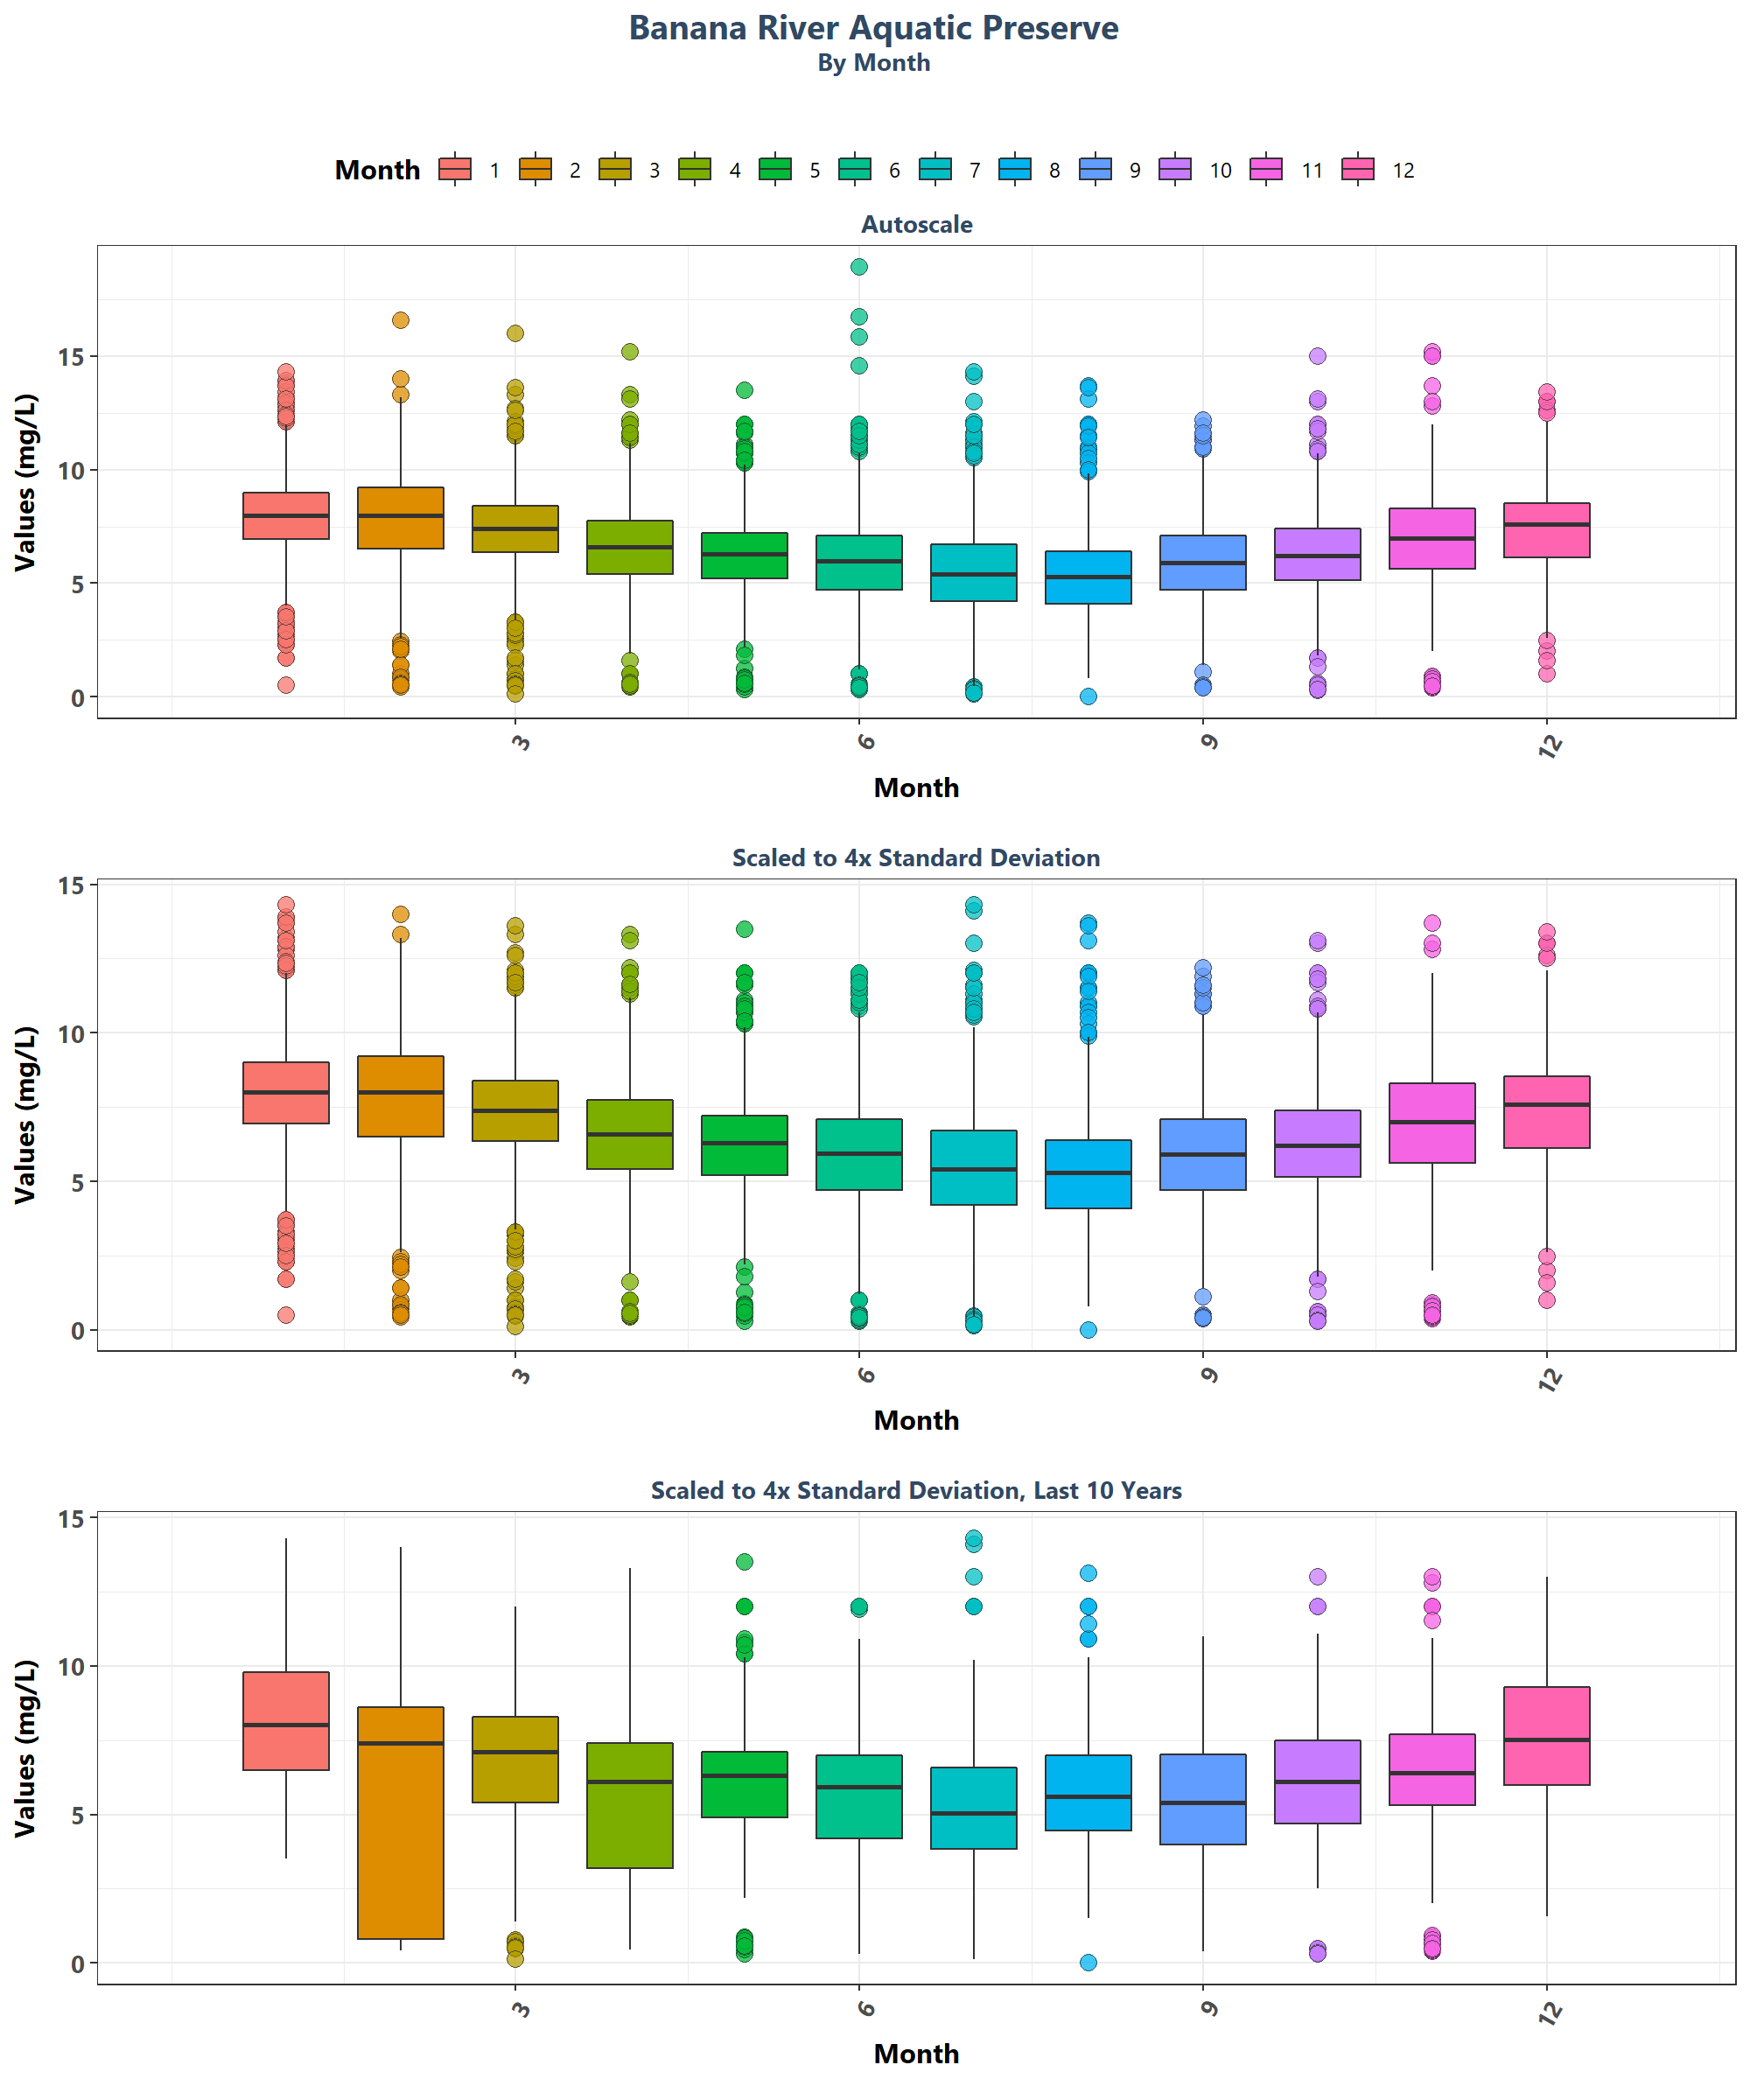 Banana River Aquatic Preserve
By Month
Month 1 2 3 4 5 6 7 8 9 10 11 12
Autoscale
Values (mg/L)
15
10
5
0
3 6 9 12
Month
Scaled to 4x Standard Deviation
Values (mg/L)
15
10
5
0
3 6 9 12
Month
Scaled to 4x Standard Deviation, Last 10 Years
Values (mg/L)
15
10
5
0
3 6 9 12
Month